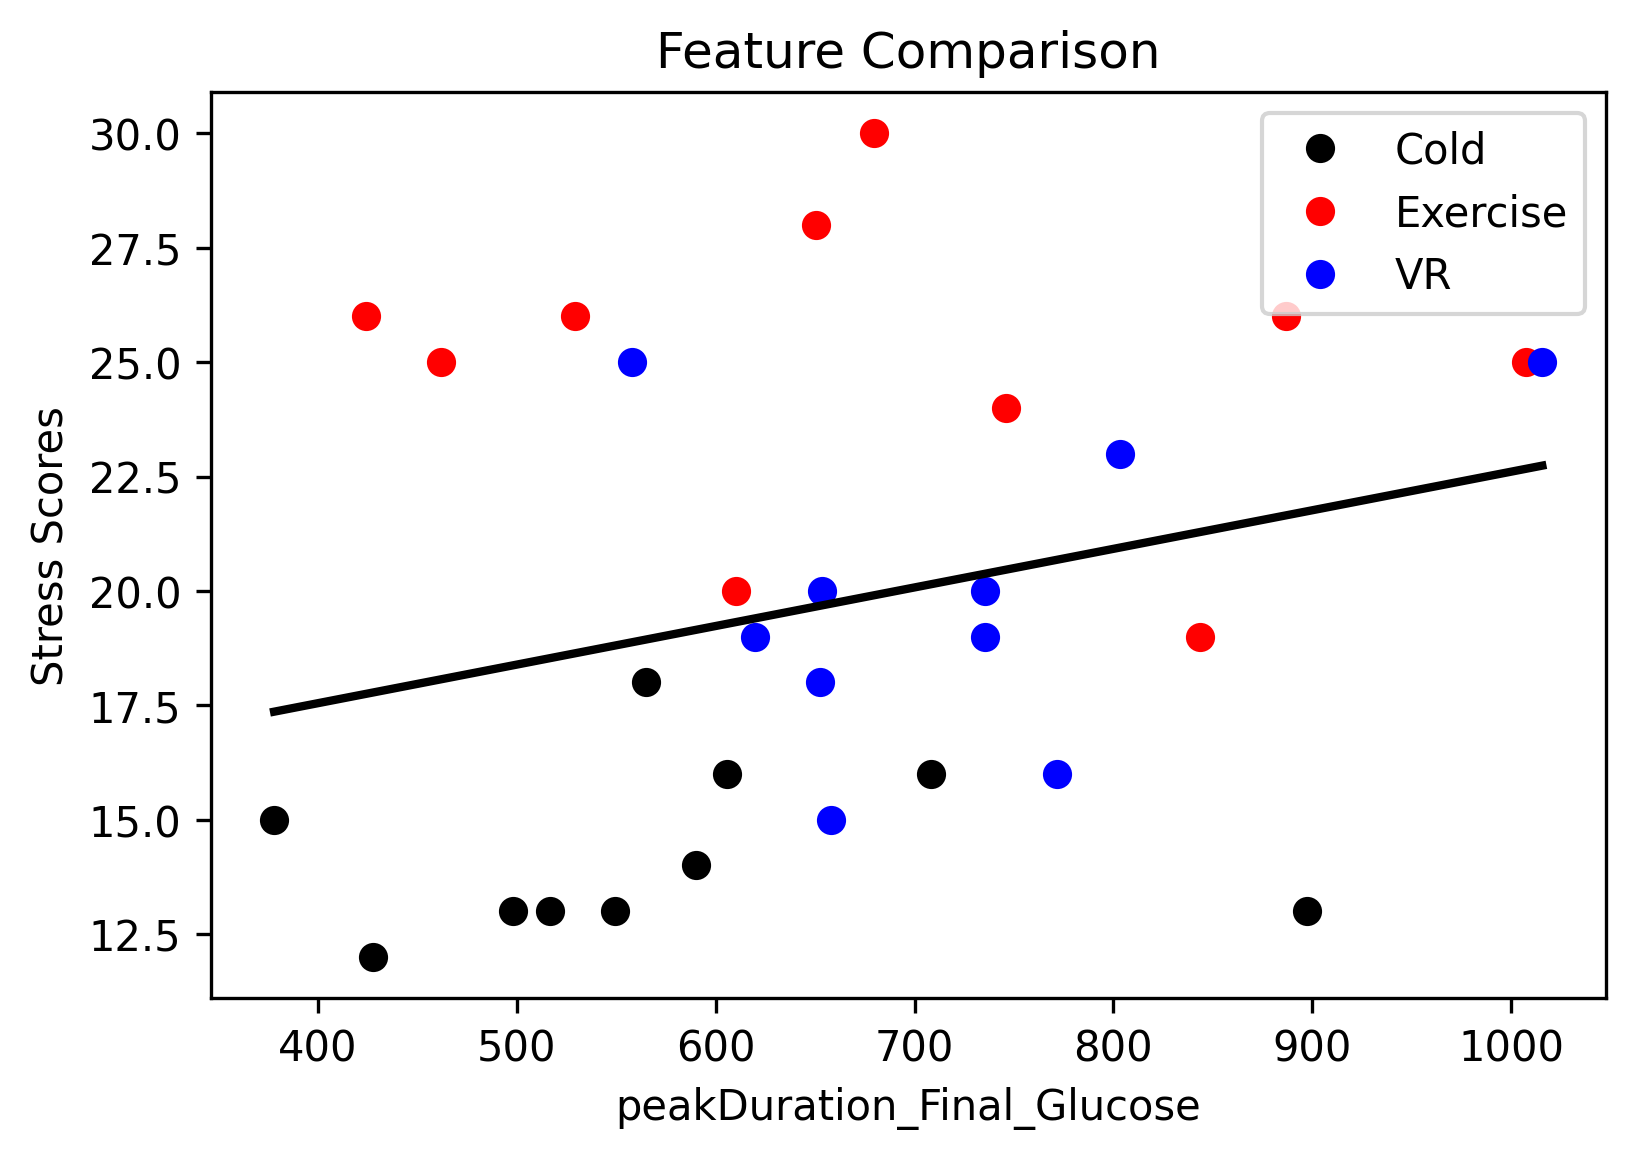 Feature Comparison
30.0
27.5
25.0
22.5
20.0
17.5
15.0
12.5
Stress Scores
Cold
Exercise
VR
400 500 600 700 800 900 1000
peakDuration_Final_Glucose